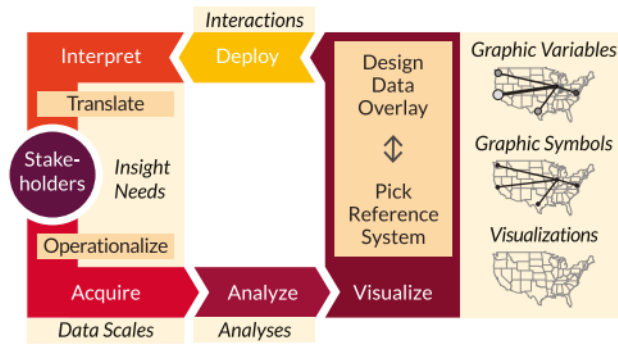 Interactions
Interpret
Deploy
Translate
Stake-
holders
Insight
Needs
Operationalize
Acquire
Analyze
Visualize
Data Scales
Analyses
Design
Data
Overlay
Pick
Reference
System
Graphic Variables
Graphic Symbols
Visualizations